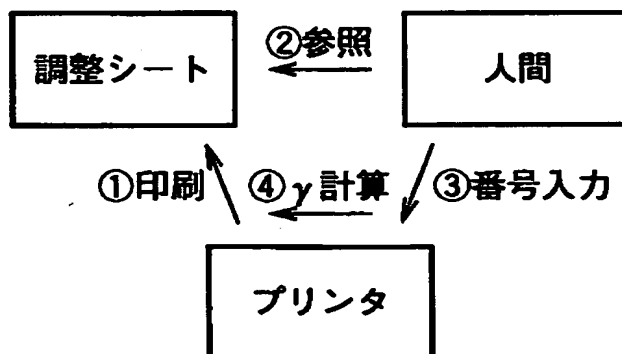 調整シート
②参照
人間
①印刷
④γ計算
③番号入力
プリンタ